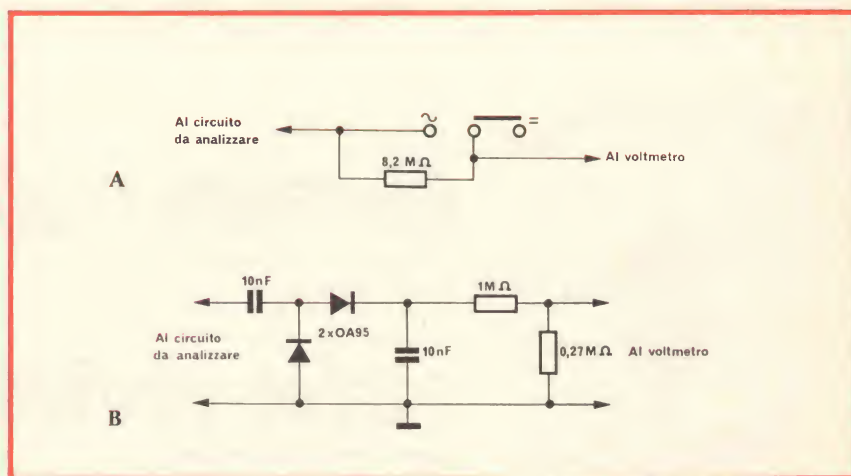 Al circuito
da analizzare
~
=
8,2 MΩ
Al voltmetro
A
10nF
1MΩ
Al circuito
da analizzare
2xOA95
10nF
0,27MΩ
Al voltmetro
B